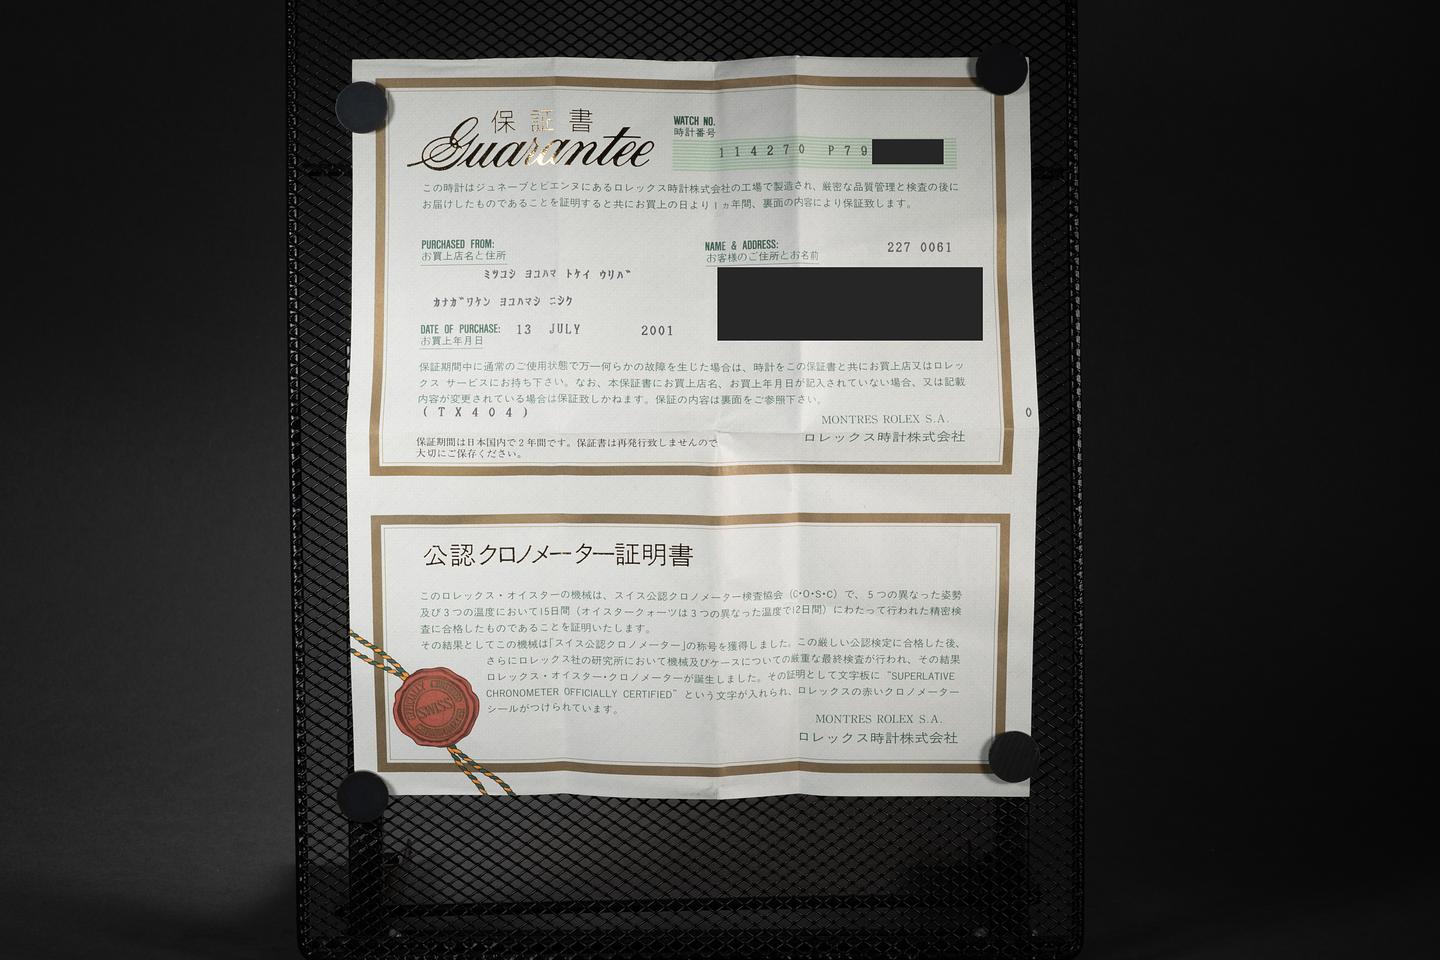 保証書
Guarantee
WATCH NO.
時計番号
114270 P79
この時計はジュネーブとビエンヌにあるロレックス時計株式会社の工場で製造され、厳密な品質管理と検査の後に
お届けしたものであることを証明すると共にお買上の日より1ヵ年間、裏面の内容により保証致します。
PURCHASED FROM:
お買上店名と住所
ミツコシ ヨコハマ トケイ ウリバ
カナガワケン ヨコハマシ ニシク
NAME & ADDRESS:
お客様のご住所とお名前
227 0061
DATE OF PURCHASE: 13 JULY 2001
お買上年月日
保証期間中に通常のご使用状態で万一何らかの故障を生じた場合は、時計をこの保証書と共にお買上店又はロレッ
クス サービスにお持ち下さい。なお、本保証書にお買上店名、お買上年月日が記入されていない場合、又は記載
内容が変更されている場合は保証致しかねます。保証の内容は裏面をご参照下さい。
(TX404)
0
保証期間は日本国内で2年間です。保証書は再発行致しませんので
大切にご保存ください。
MONTRES ROLEX S.A.
ロレックス時計株式会社
公認クロノメーター証明書
このロレックス・オイスターの機械は、スイス公認クロノメーター検査協会(C・O・S・C)で、5つの異なった姿勢
及び3つの温度において15日間(オイスタークォーツは3つの異なった温度で12日間)にわたって行われた精密検
査に合格したものであることを証明いたします。
その結果としてこの機械は「スイス公認クロノメーター」の称号を獲得しました。この厳しい公認検定に合格した後、
さらにロレックス社の研究所において機械及びケースについての厳重な最終検査が行われ、その結果
ロレックス・オイスター・クロノメーターが誕生しました。その証明として文字板に "SUPERLATIVE
CHRONOMETER OFFICIALLY CERTIFIED" という文字が入れられ、ロレックスの赤いクロノメーター
シールがつけられています。
OFFICIALLY CERTIFIED
SWISS
MONTRES ROLEX S.A.
ロレックス時計株式会社